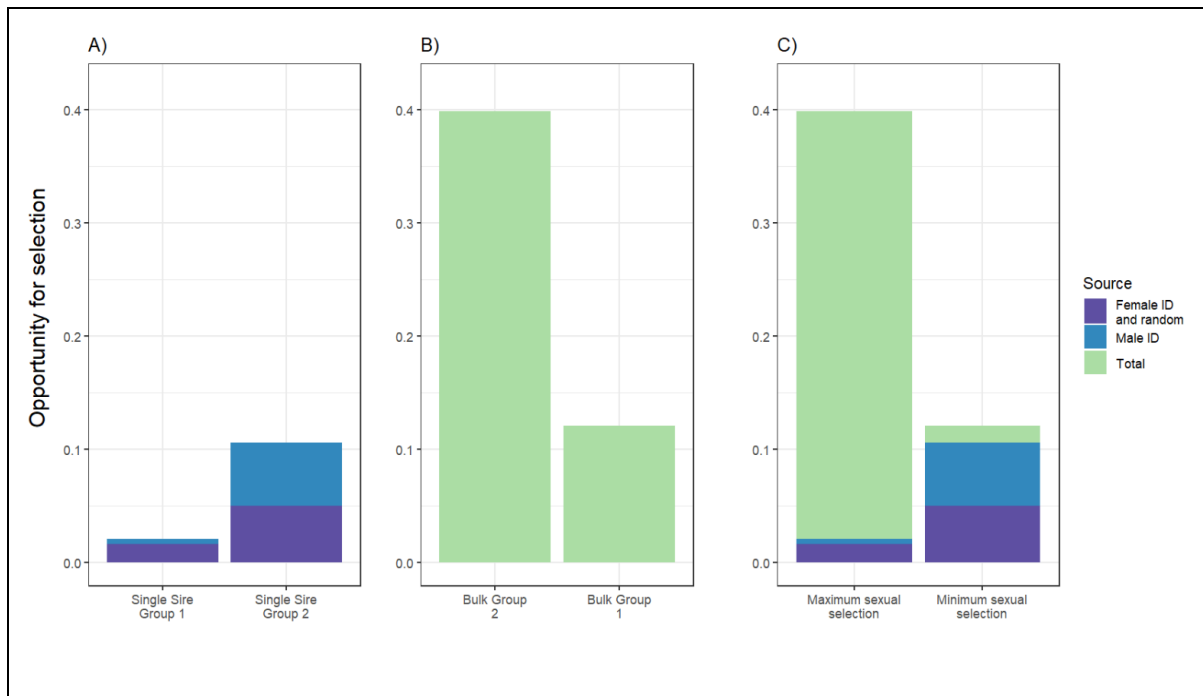 A)
B)
C)
Opportunity for selection
0.4
0.3
0.2
0.1
0.0
Single Sire
Group 1
Single Sire
Group 2
0.4
0.3
0.2
0.1
0.0
Bulk Group
2
Bulk Group
1
0.4
0.3
0.2
0.1
0.0
Maximum sexual
selection
Minimum sexual
selection
Source
Female ID
and random
Male ID
Total